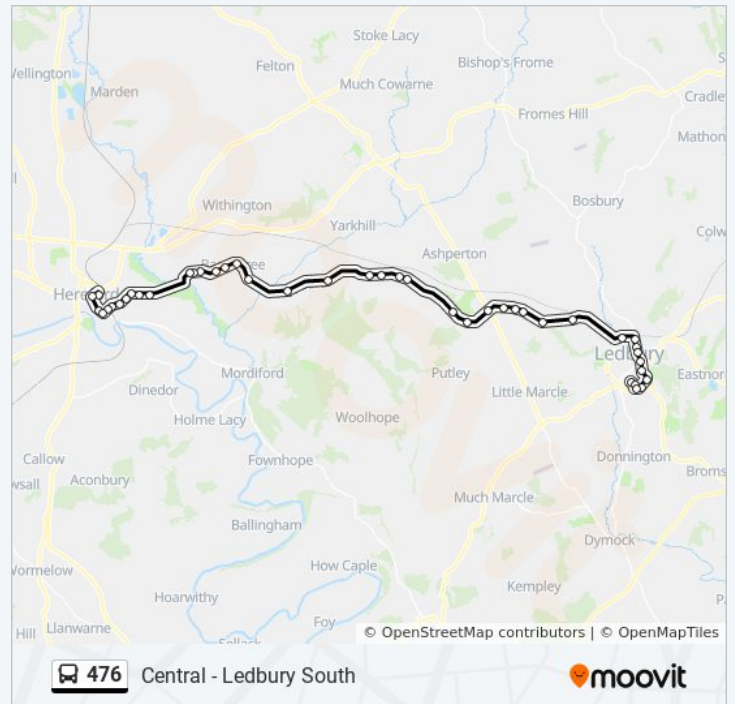 Stoke Lacy
Felton
Bishop's Frome
ellington
Marden
Much Cowarne
Cradle
Fromes Hill
Mathon
Withington
Bosbury
Yarkhill
Colw
Ashperton
Ledbury
Mordiford
Putley
Eastnor
Dinedor
Little Marcle
Holme Lacy
Woolhope
Callow
Fownhope
Donnington
wsall
Aconbury
Broms
Much Marcle
Ballingham
Dymock
How Caple
Wormelow
Kempley
Hoarwithy
Foy
Hill
Llanwarne
Sellack
© OpenStreetMap contributors | © OpenMapTiles
476 Central - Ledbury South
moovit